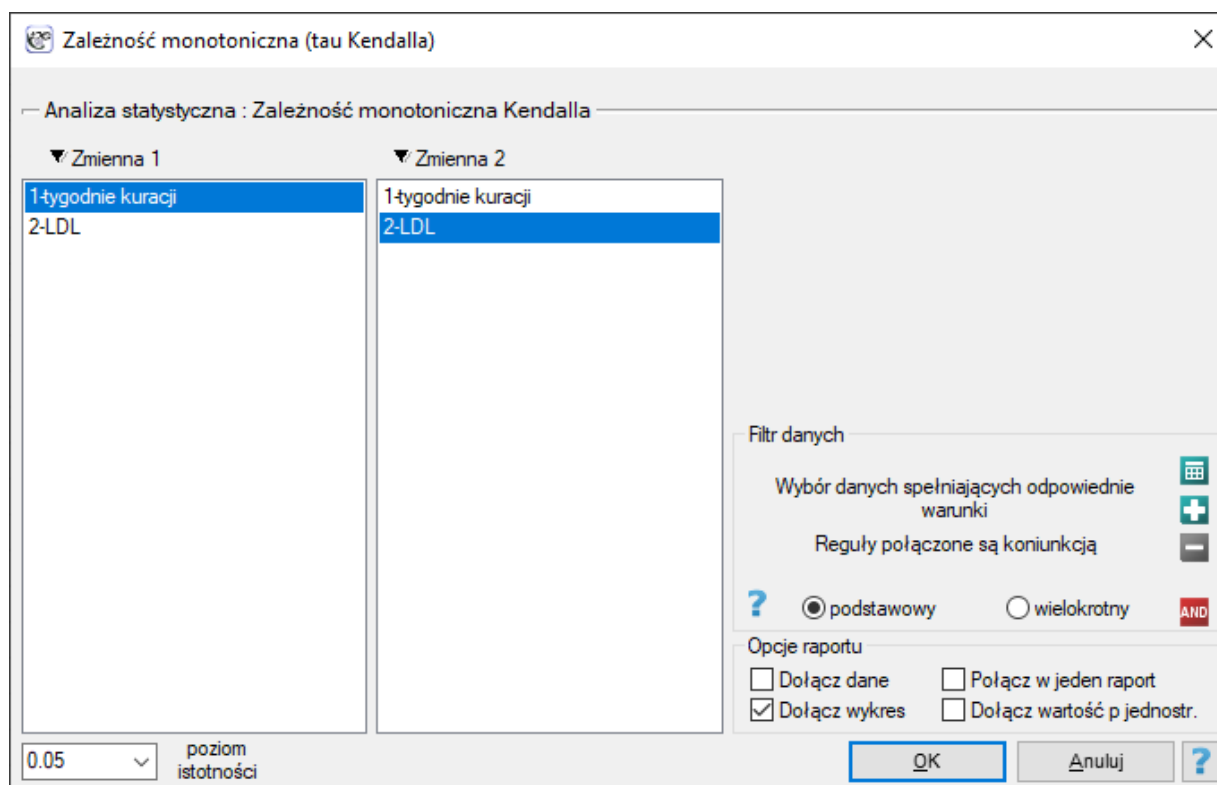 Zależność monotoniczna (tau Kendalla)
Analiza statystyczna : Zależność monotoniczna Kendalla
Zmienna 1
Zmienna 2
1-tygodnie kuracji
2-LDL
1-tygodnie kuracji
2-LDL
Filtr danych
Wybór danych spełniających odpowiednie
warunki
Reguły połączone są koniunkcją
? podstawowy wielokrotny AND
Opcje raportu
Dołącz dane Połącz w jeden raport
Dołącz wykres Dołącz wartość p jednostr.
0.05
poziom
istotności
OK Anuluj ?